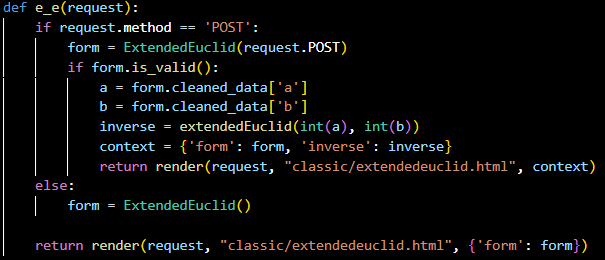 def e_e(request):
    if request.method == 'POST':
        form = ExtendedEuclid(request.POST)
        if form.is_valid():
            a = form.cleaned_data['a']
            b = form.cleaned_data['b']
            inverse = extendedEuclid(int(a), int(b))
            context = {'form': form, 'inverse': inverse}
            return render(request, "classic/extendedeuclid.html", context)
    else:
        form = ExtendedEuclid()

    return render(request, "classic/extendedeuclid.html", {'form': form})